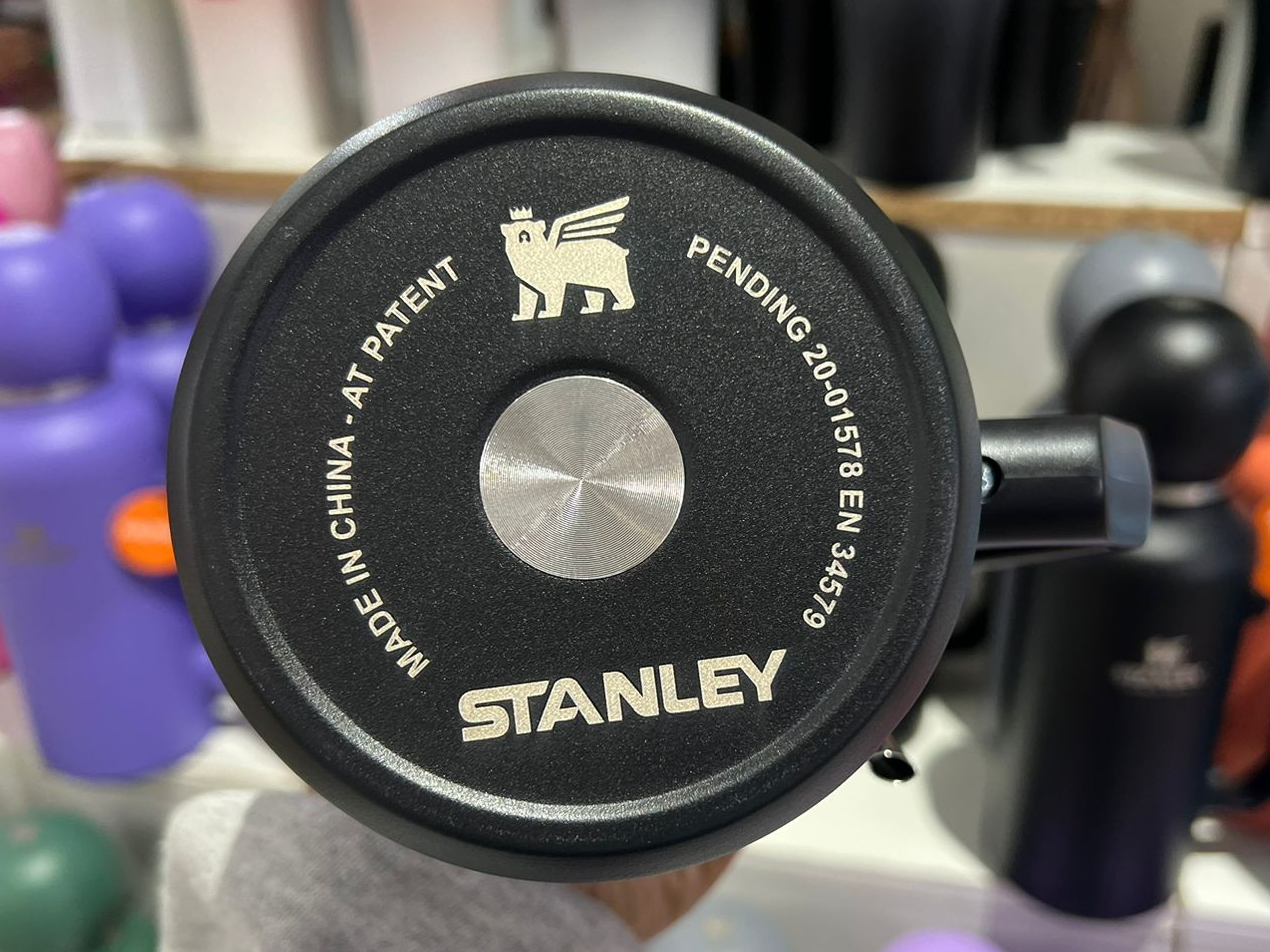 MADE IN CHINA - AT PATENT
PENDING 20-01578 EN 34579
STANLEY